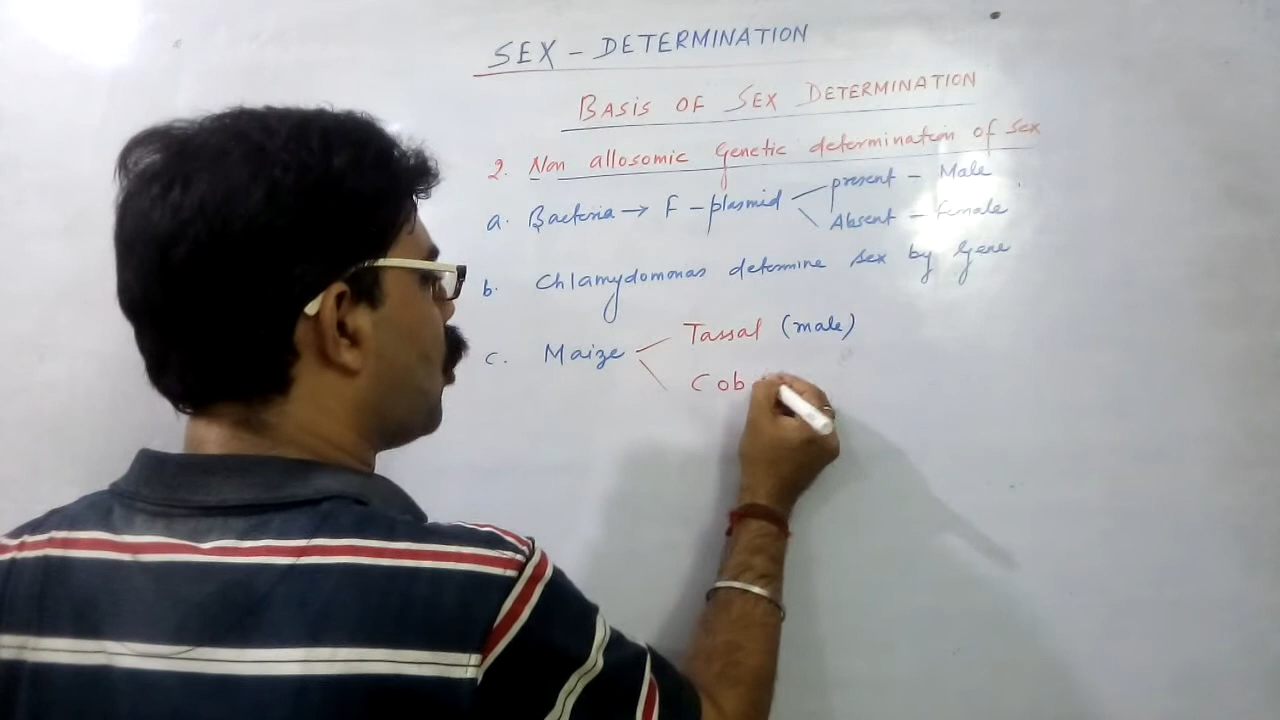 SEX - DETERMINATION
BASIS OF SEX DETERMINATION
2. Non allosomic Genetic determination of sex
a. Bacteria → F - plasmid present - Male
Absent - Female
b. Chlamydomonas determine sex by gene
c. Maize Tassal (male)
Cob